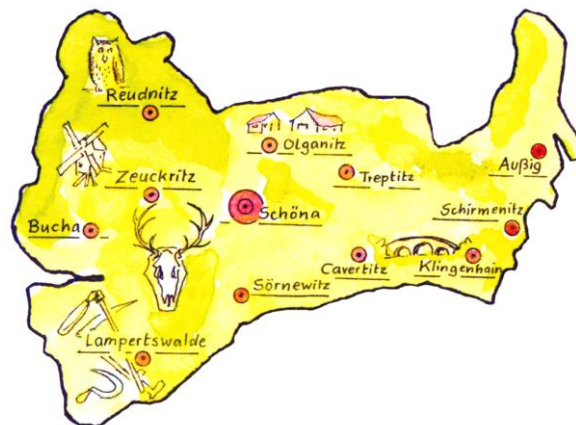 Reudnitz
Olganitz
Außig
Zeuckritz
Treptitz
Schöna
Schirmenitz
Bucha
Cavertitz
Klingenhain
Sörnewitz
Lampertswalde